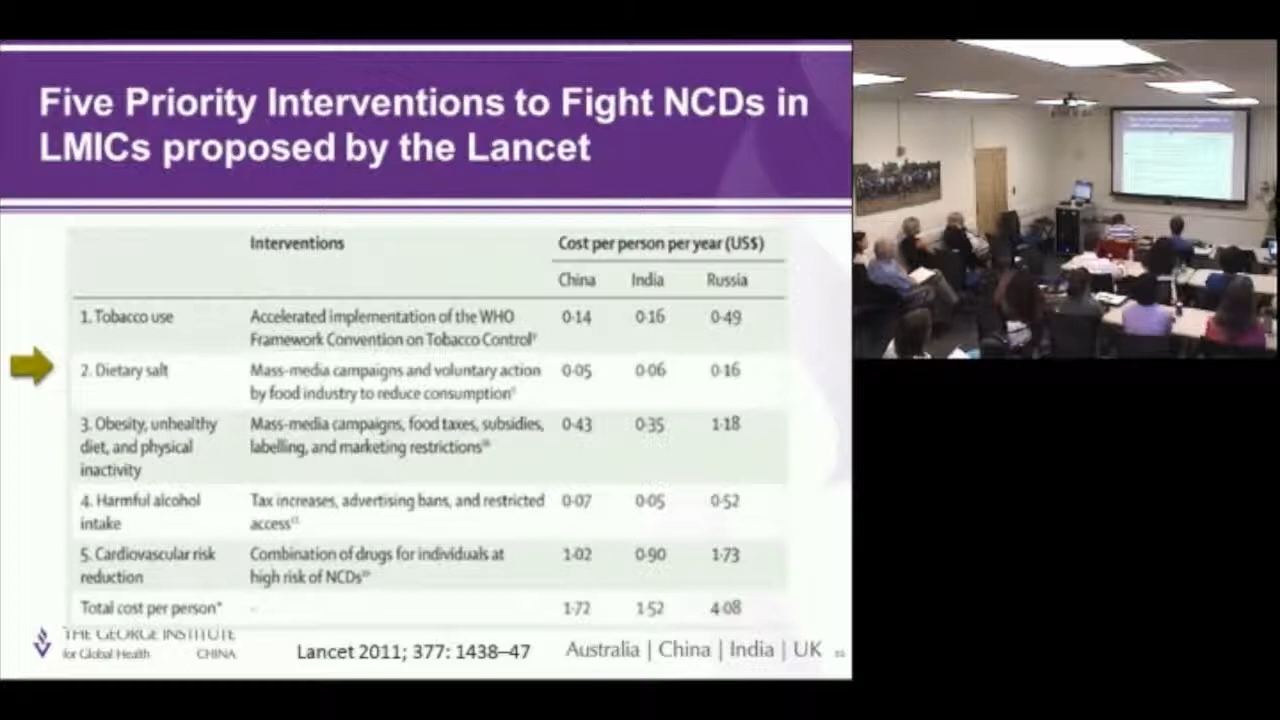 Five Priority Interventions to Fight NCDs in
LMICs proposed by the Lancet
Interventions Cost per person per year (US$)
China India Russia
1. Tobacco use Accelerated implementation of the WHO 0·14 0·16 0·49
Framework Convention on Tobacco Control
2. Dietary salt Mass-media campaigns and voluntary action 0·05 0·06 0·16
by food industry to reduce consumption
3. Obesity, unhealthy Mass-media campaigns, food taxes, subsidies, 0·43 0·35 1·18
diet, and physical labelling, and marketing restrictions
inactivity
4. Harmful alcohol Tax increases, advertising bans, and restricted 0·07 0·05 0·52
intake access
5. Cardiovascular risk Combination of drugs for individuals at 1·02 0·90 1·73
reduction high risk of NCDs
Total cost per person* - 1·72 1·52 4·08
THE GEORGE INSTITUTE
for Global Health CHINA
Lancet 2011; 377: 1438–47
Australia | China | India | UK